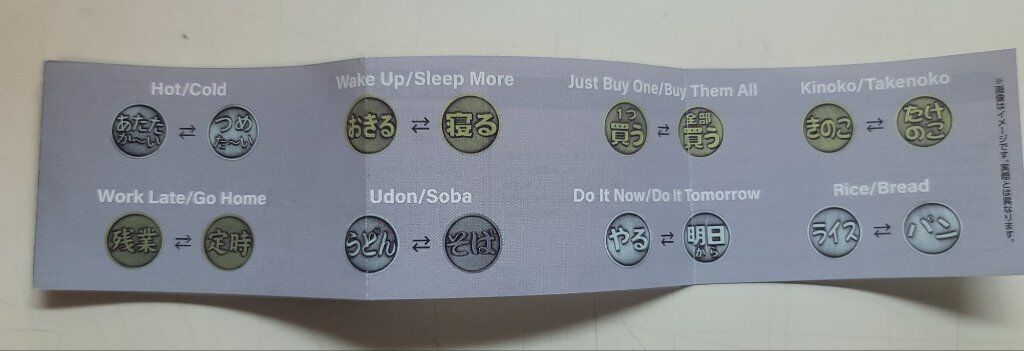 Hot/Cold
あたた
か〜い
⇄
つめ
た〜い
Wake Up/Sleep More
おきる
⇄
寝る
Just Buy One/Buy Them All
1つ
買う
⇄
全部
買う
Kinoko/Takenoko
きのこ
⇄
たけ
のこ
Work Late/Go Home
残業
⇄
定時
Udon/Soba
うどん
⇄
そば
Do It Now/Do It Tomorrow
やる
⇄
明日
から
Rice/Bread
ライス
⇄
パン
※画像はイメージです。実際とは異なります。